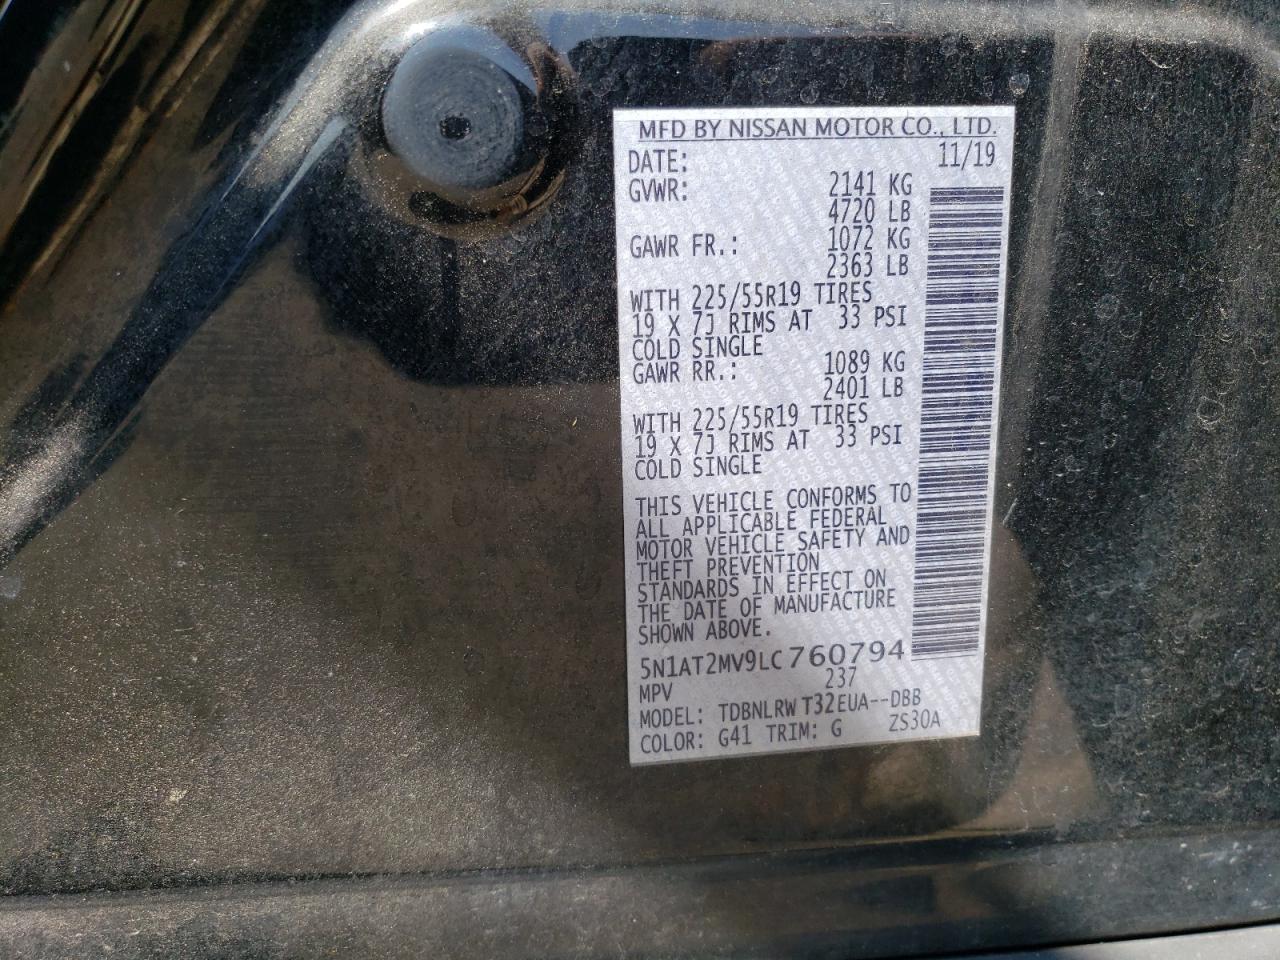 MFD BY NISSAN MOTOR CO., LTD.
DATE: 11/19
GVWR: 2141 KG
4720 LB
GAWR FR.: 1072 KG
2363 LB
WITH 225/55R19 TIRES
19 X 7J RIMS AT 33 PSI
COLD SINGLE
GAWR RR.: 1089 KG
2401 LB
WITH 225/55R19 TIRES
19 X 7J RIMS AT 33 PSI
COLD SINGLE
THIS VEHICLE CONFORMS TO
ALL APPLICABLE FEDERAL
MOTOR VEHICLE SAFETY AND
THEFT PREVENTION
STANDARDS IN EFFECT ON
THE DATE OF MANUFACTURE
SHOWN ABOVE.
5N1AT2MV9LC760794
MPV 237
MODEL: TDBNLRW T32EUA--DBB
COLOR: G41 TRIM: G ZS30A